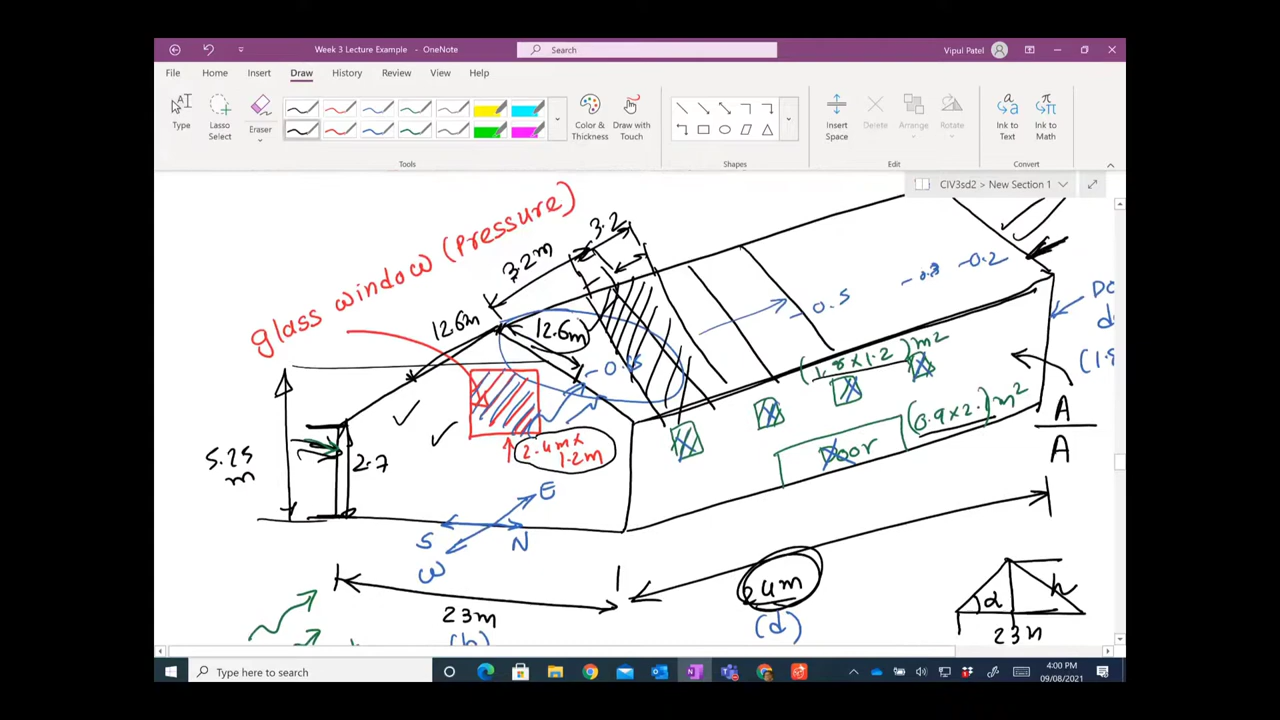 Week 3 Lecture Example - OneNote
Search
Vipul Patel
File Home Insert Draw History Review View Help
Type
Lasso Select
Eraser
Color & Thickness
Draw with Touch
Insert Space
Delete
Arrange
Rotate
Ink to Text
Ink to Math
Tools
Shapes
Edit
Convert
CIV3sd2 > New Section 1
glass window (Pressure)
3.2m
3.2
12.6m
12.6m
-0.5
-0.3 -0.2
(1.8x1.2)m2
(0.9x2.)m2
Door
2.4m x
1.2m
5.25
m
2.7
E
S
N
W
A
A
23m
(d)
α
h
23m
Type here to search
4:00 PM
09/08/2021